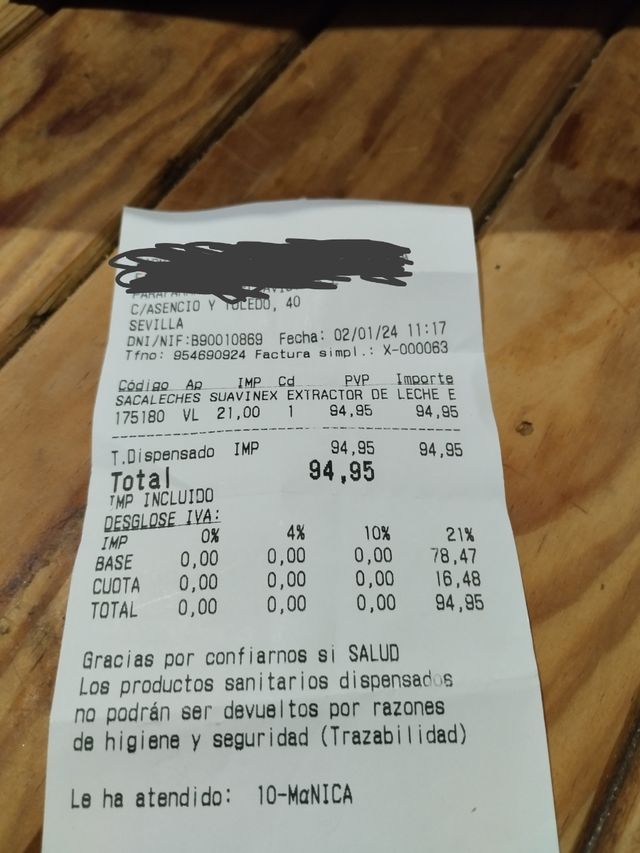 C/ASENCIO Y TOLEDO, 40
SEVILLA
DNI/NIF:B90010869 Fecha: 02/01/24 11:17
Tfno: 954690924 Factura simpl.: X-000063
Código Ap IMP Cd PVP Importe
SACALECHES SUAVINEX EXTRACTOR DE LECHE E
175180 VL 21,00 1 94,95 94,95
T.Dispensado IMP 94,95 94,95
Total 94,95
IMP INCLUIDO
DESGLOSE IVA:
IMP 0% 4% 10% 21%
BASE 0,00 0,00 0,00 78,47
CUOTA 0,00 0,00 0,00 16,48
TOTAL 0,00 0,00 0,00 94,95
Gracias por confiarnos si SALUD
Los productos sanitarios dispensados
no podrán ser devueltos por razones
de higiene y seguridad (Trazabilidad)
Le ha atendido: 10-MαNICA